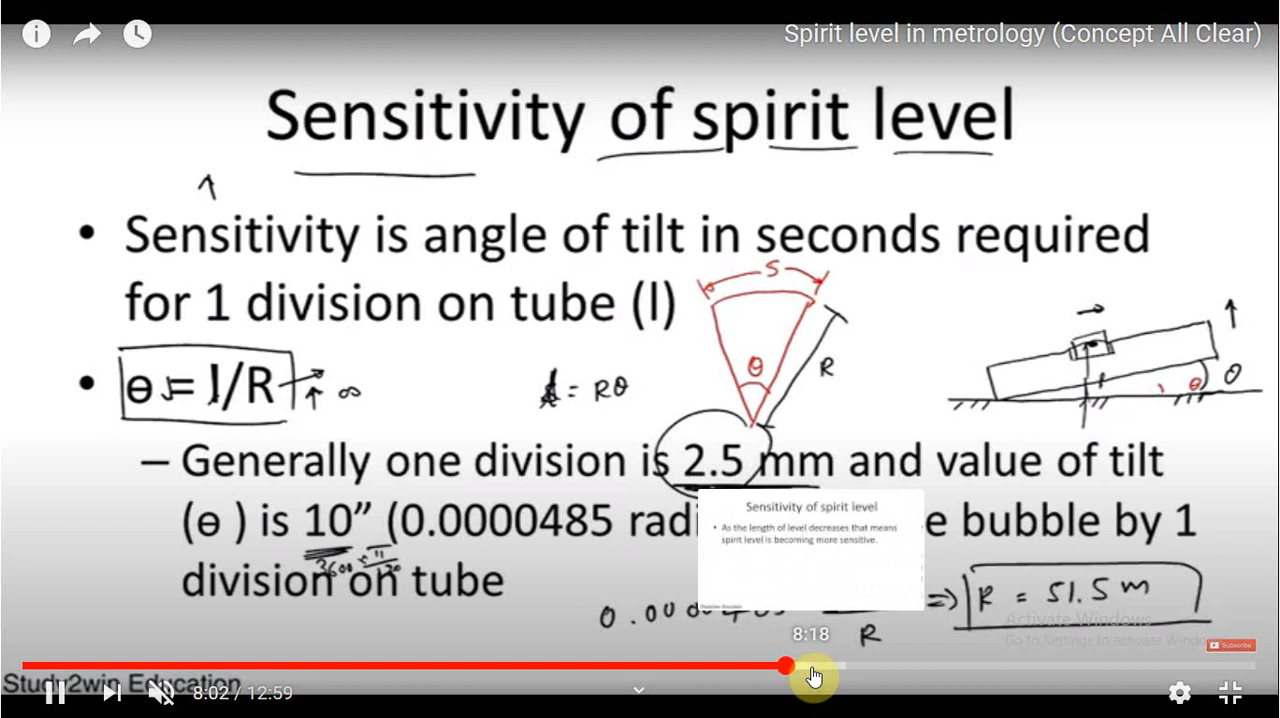 Spirit level in metrology (Concept All Clear)
Sensitivity of spirit level
• Sensitivity is angle of tilt in seconds required
for 1 division on tube (l)
S
θ
R
• ɵ = l/R
∞
= Rθ
θ
θ
– Generally one division is 2.5 mm and value of tilt
(ɵ ) is 10” (0.0000485 radi
e bubble by 1
division on tube
Sensitivity of spirit level
• As the length of level decreases that means
spirit level is becoming more sensitive.
3600
R
=> R = 51.5 m
Activate Windows
Go to Settings to activate Windows
Subscribe
8:18
Study2win Education
8:02 / 12:59